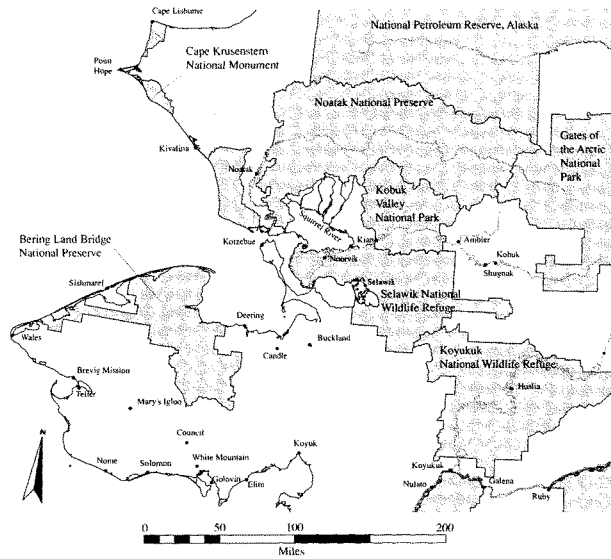 Cape Lisburne
National Petroleum Reserve, Alaska
Cape Krusenstern
National Monument
Point
Hope
Noatak National Preserve
Gates of
the Arctic
National
Park
Kivalina
Noatak
Kobuk
Valley
National Park
Squirrel River
Bering Land Bridge
National Preserve
Kotzebue
Kiana
Ambler
Kobuk
Shugnak
Noorvik
Shishmaref
Selawik
Selawik National
Wildlife Refuge
Deering
Wales
Buckland
Candle
Koyukuk
National Wildlife Refuge
Brevig Mission
Teller
Huslia
Mary's Igloo
Council
Koyuk
White Mountain
Nome
Solomon
Golovin
Elim
Koyukuk
Nulato
Galena
Ruby
0
50
100
200
Miles